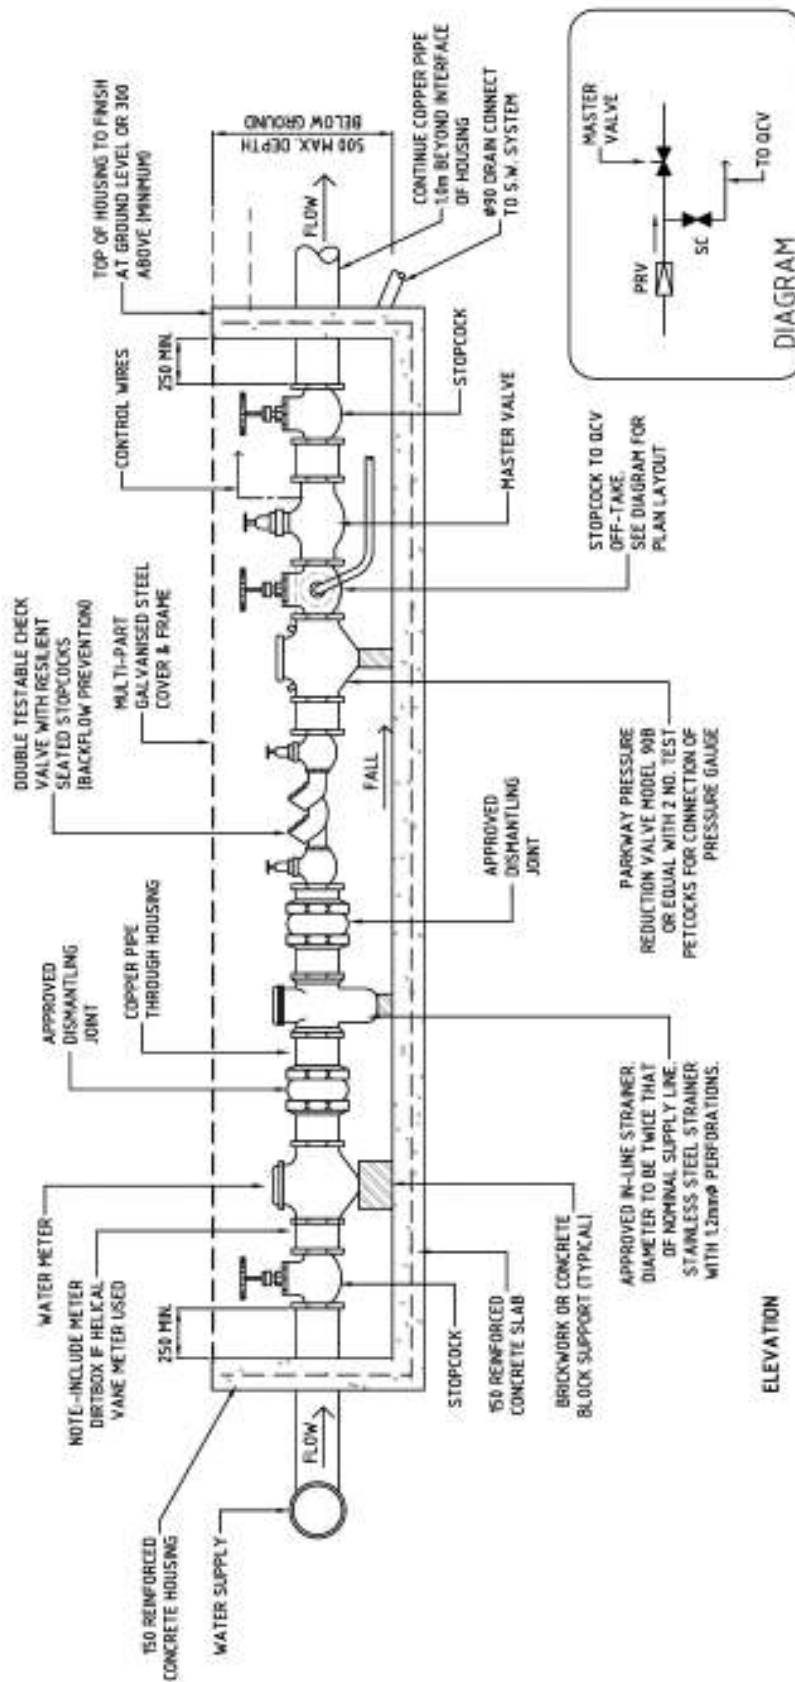 150 REINFORCED
CONCRETE HOUSING
WATER SUPPLY
FLOW
NOTE:-INCLUDE METER
DIRTBOX IF HELICAL
VANE METER USED
WATER METER
250 MIN.
APPROVED
DISMANTLING
JOINT
COPPER PIPE
THROUGH HOUSING
DOUBLE TESTABLE CHECK
VALVE WITH RESILIENT
SEATED STOPCOCKS
(BACKFLOW PREVENTION)
MULTI-PART
GALVANISED STEEL
COVER & FRAME
CONTROL WIRES
250 MIN.
TOP OF HOUSING TO FINISH
AT GROUND LEVEL OR 300
ABOVE (MINIMUM)
500 MAX. DEPTH
BELOW GROUND
FLOW
CONTINUE COPPER PIPE
1.0m BEYOND INTERFACE
OF HOUSING
Ø90 DRAIN CONNECT
TO S.W. SYSTEM
FALL
STOPCOCK
150 REINFORCED
CONCRETE SLAB
BRICKWORK OR CONCRETE
BLOCK SUPPORT (TYPICAL)
APPROVED IN-LINE STRAINER.
DIAMETER TO BE TWICE THAT
OF NOMINAL SUPPLY LINE.
STAINLESS STEEL STRAINER
WITH 1.2mmØ PERFORATIONS.
APPROVED
DISMANTLING
JOINT
PARKWAY PRESSURE
REDUCTION VALVE MODEL 90B
OR EQUAL WITH 2 NO. TEST
PETCOCKS FOR CONNECTION OF
PRESSURE GAUGE
STOPCOCK TO QCV
OFF-TAKE.
SEE DIAGRAM FOR
PLAN LAYOUT
MASTER VALVE
STOPCOCK
ELEVATION
PRV
MASTER
VALVE
SC
TO QCV
DIAGRAM